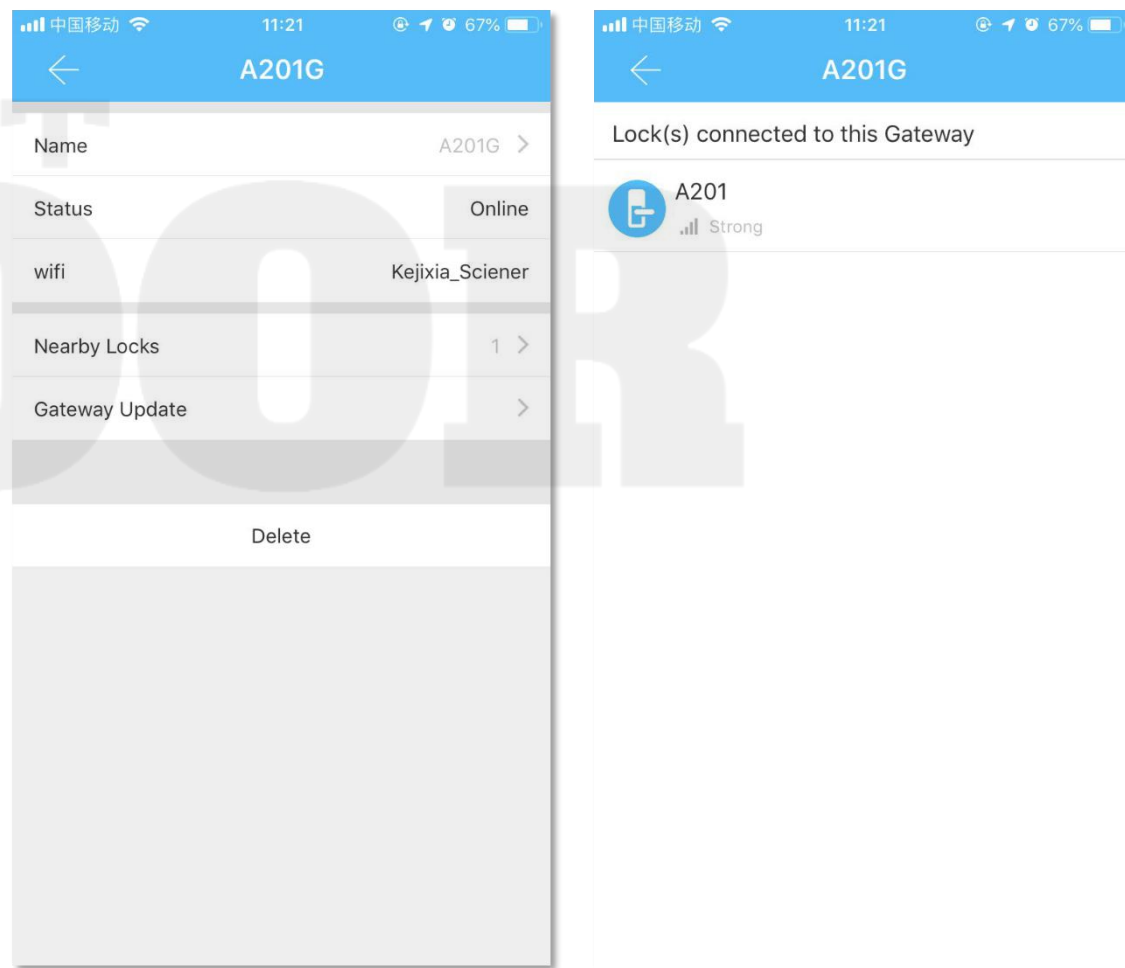 中国移动 11:21 67%
A201G
Name A201G
Status Online
wifi Kejixia_Sciener
Nearby Locks 1
Gateway Update
Delete
中国移动 11:21 67%
A201G
Lock(s) connected to this Gateway
A201
Strong
T
OOR